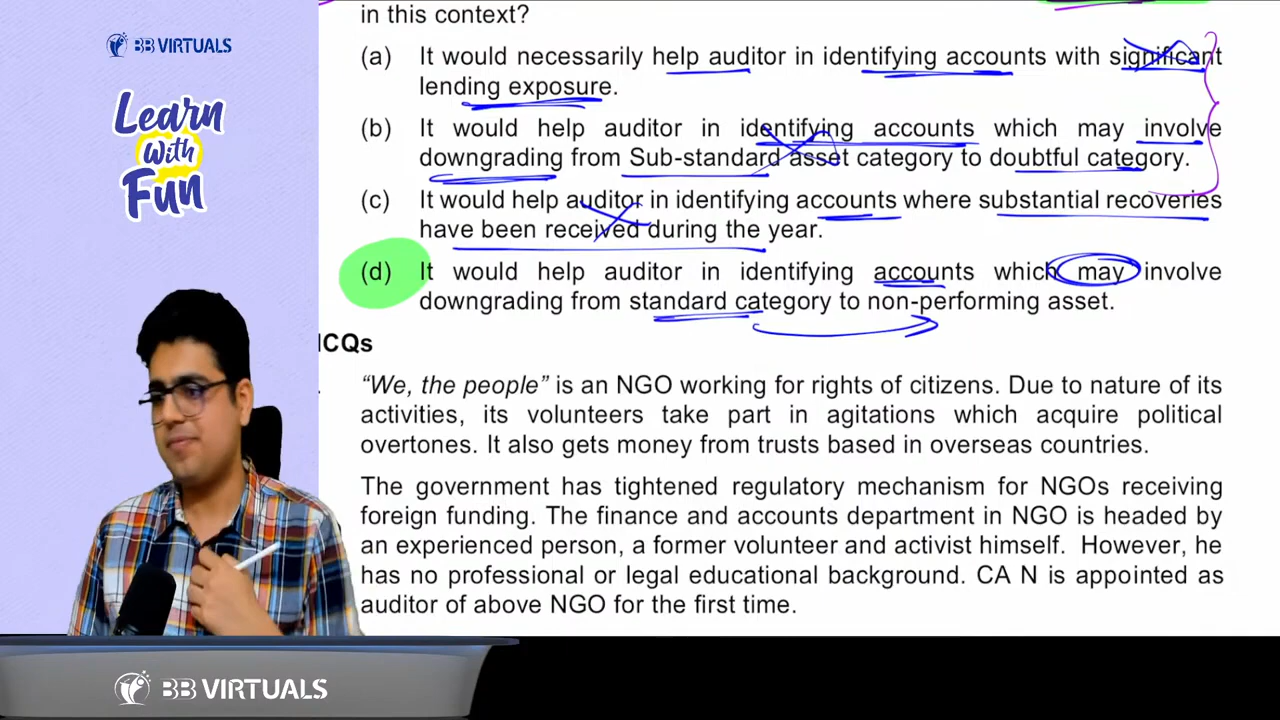 BB VIRTUALS
Learn
With
Fun
in this context?
(a) It would necessarily help auditor in identifying accounts with significant
lending exposure.
(b) It would help auditor in identifying accounts which may involve
downgrading from Sub-standard asset category to doubtful category.
(c) It would help auditor in identifying accounts where substantial recoveries
have been received during the year.
(d) It would help auditor in identifying accounts which may involve
downgrading from standard category to non-performing asset.
“We, the people” is an NGO working for rights of citizens. Due to nature of its
activities, its volunteers take part in agitations which acquire political
overtones. It also gets money from trusts based in overseas countries.
The government has tightened regulatory mechanism for NGOs receiving
foreign funding. The finance and accounts department in NGO is headed by
an experienced person, a former volunteer and activist himself. However, he
has no professional or legal educational background. CA N is appointed as
auditor of above NGO for the first time.
BB VIRTUALS